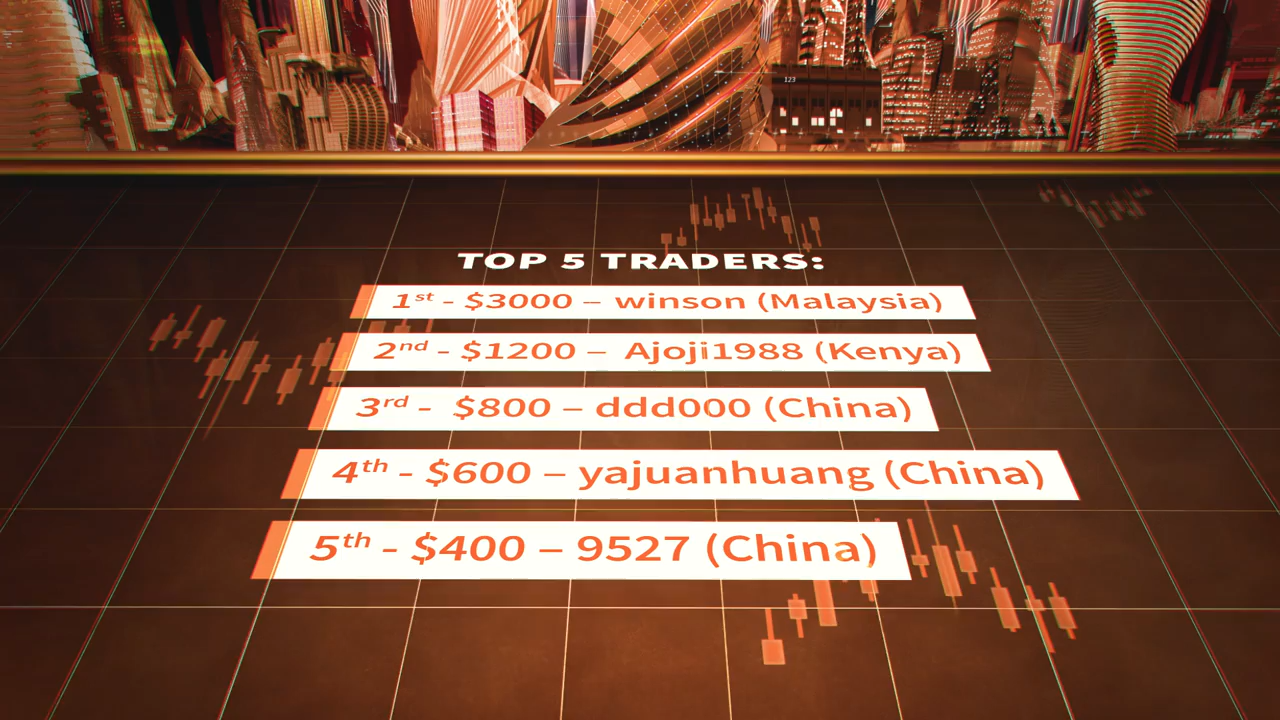 123
TOP 5 TRADERS:
1st - $3000 – winson (Malaysia)
2nd - $1200 – Ajoji1988 (Kenya)
3rd - $800 – ddd000 (China)
4th - $600 – yajuanhuang (China)
5th - $400 – 9527 (China)